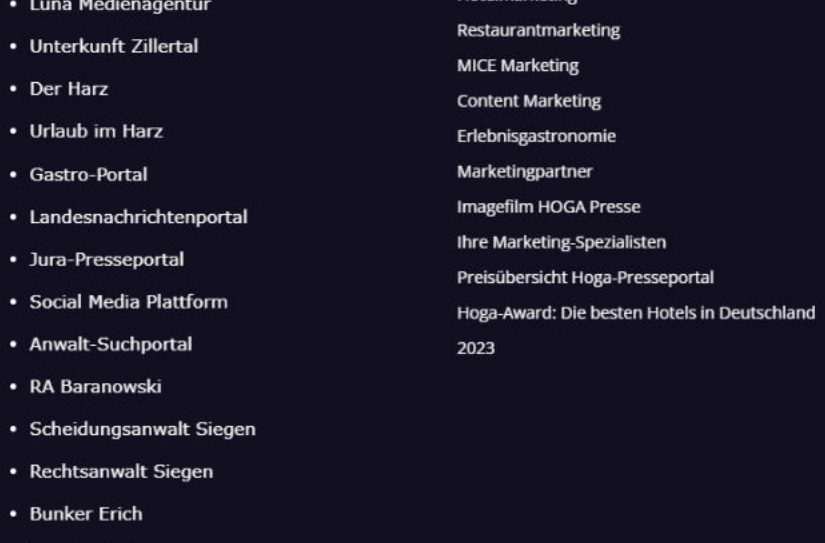 Luna Medienagentur
Unterkunft Zillertal
Der Harz
Urlaub im Harz
Gastro-Portal
Landesnachrichtenportal
Jura-Presseportal
Social Media Plattform
Anwalt-Suchportal
RA Baranowski
Scheidungsanwalt Siegen
Rechtsanwalt Siegen
Bunker Erich
Restaurantmarketing
MICE Marketing
Content Marketing
Erlebnisgastronomie
Marketingpartner
Imagefilm HOGA Presse
Ihre Marketing-Spezialisten
Preisübersicht Hoga-Presseportal
Hoga-Award: Die besten Hotels in Deutschland
2023